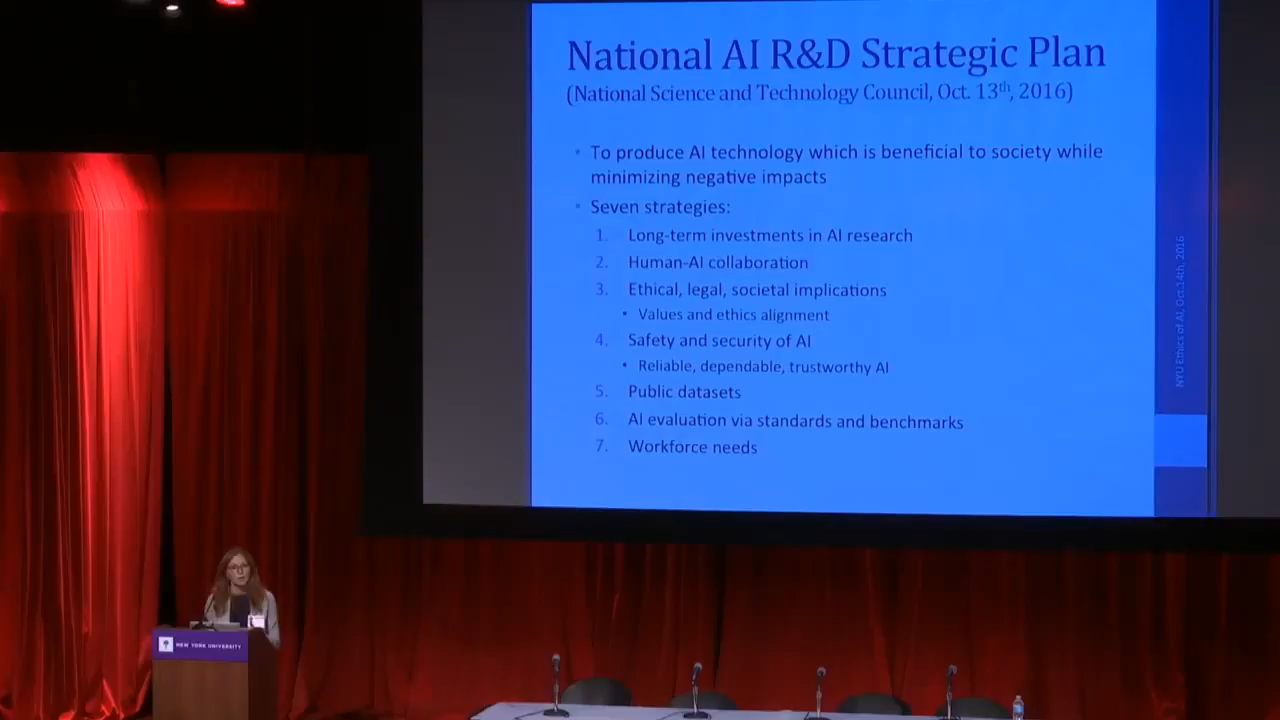 National AI R&D Strategic Plan
(National Science and Technology Council, Oct. 13th, 2016)
• To produce AI technology which is beneficial to society while
minimizing negative impacts
• Seven strategies:
1. Long-term investments in AI research
2. Human-AI collaboration
3. Ethical, legal, societal implications
• Values and ethics alignment
4. Safety and security of AI
• Reliable, dependable, trustworthy AI
5. Public datasets
6. AI evaluation via standards and benchmarks
7. Workforce needs
NYU Ethics of AI, Oct.14th, 2016
NEW YORK UNIVERSITY